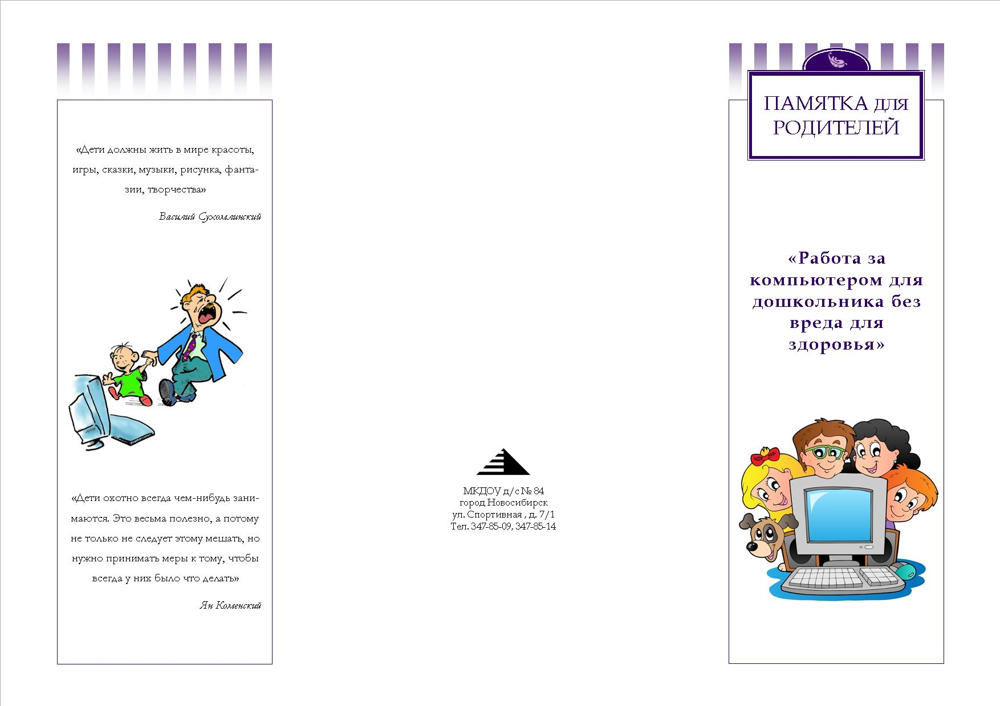 «Дети должны жить в мире красоты,
игры, сказки, музыки, рисунка, фанта-
зии, творчества»
Василий Сухомлинский
«Дети охотно всегда чем-нибудь зани-
маются. Это весьма полезно, а потому
не только не следует этому мешать, но
нужно принимать меры к тому, чтобы
всегда у них было что делать»
Ян Коменский
МКДОУ д/с № 84
город Новосибирск
ул. Спортивная , д. 7/1
Тел. 347-85-09, 347-85-14
ПАМЯТКА для
РОДИТЕЛЕЙ
«Работа за
компьютером для
дошкольника без
вреда для
здоровья»